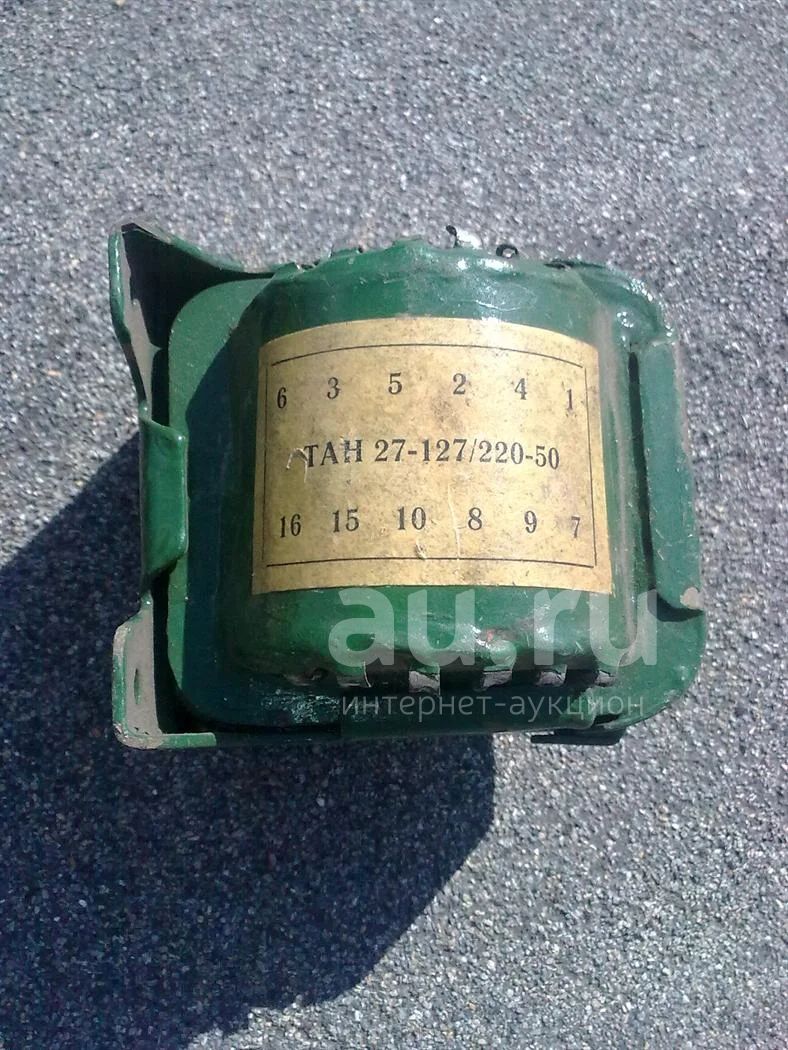 6 3 5 2 4 1
ТАН 27-127/220-50
16 15 10 8 9 7
au.ru
интернет-аукцион